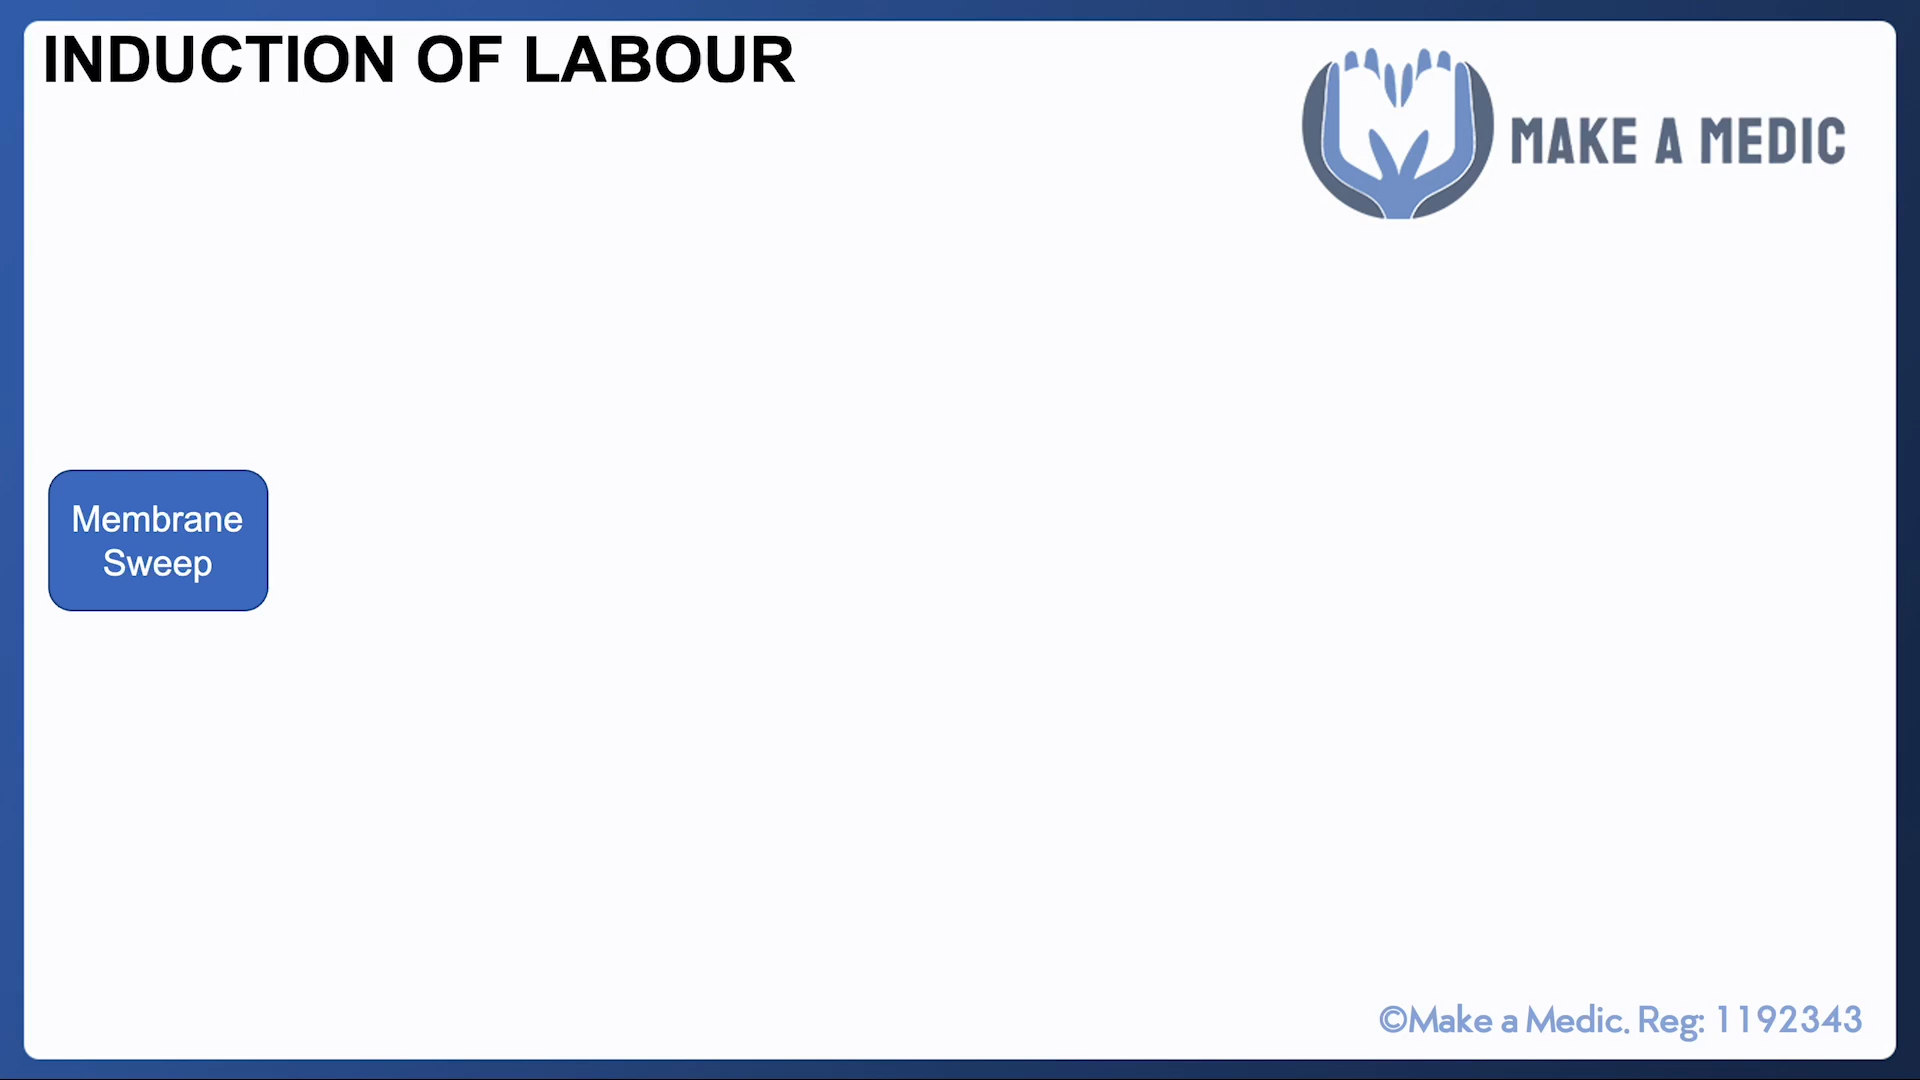 INDUCTION OF LABOUR
MAKE A MEDIC
Membrane
Sweep
©Make a Medic. Reg: 1192343